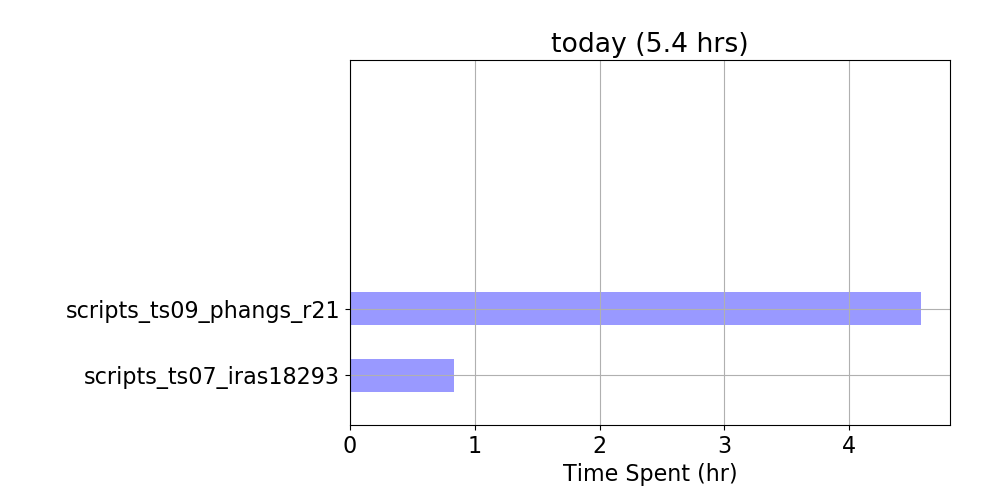 today (5.4 hrs)
scripts_ts09_phangs_r21
scripts_ts07_iras18293
0 1 2 3 4
Time Spent (hr)